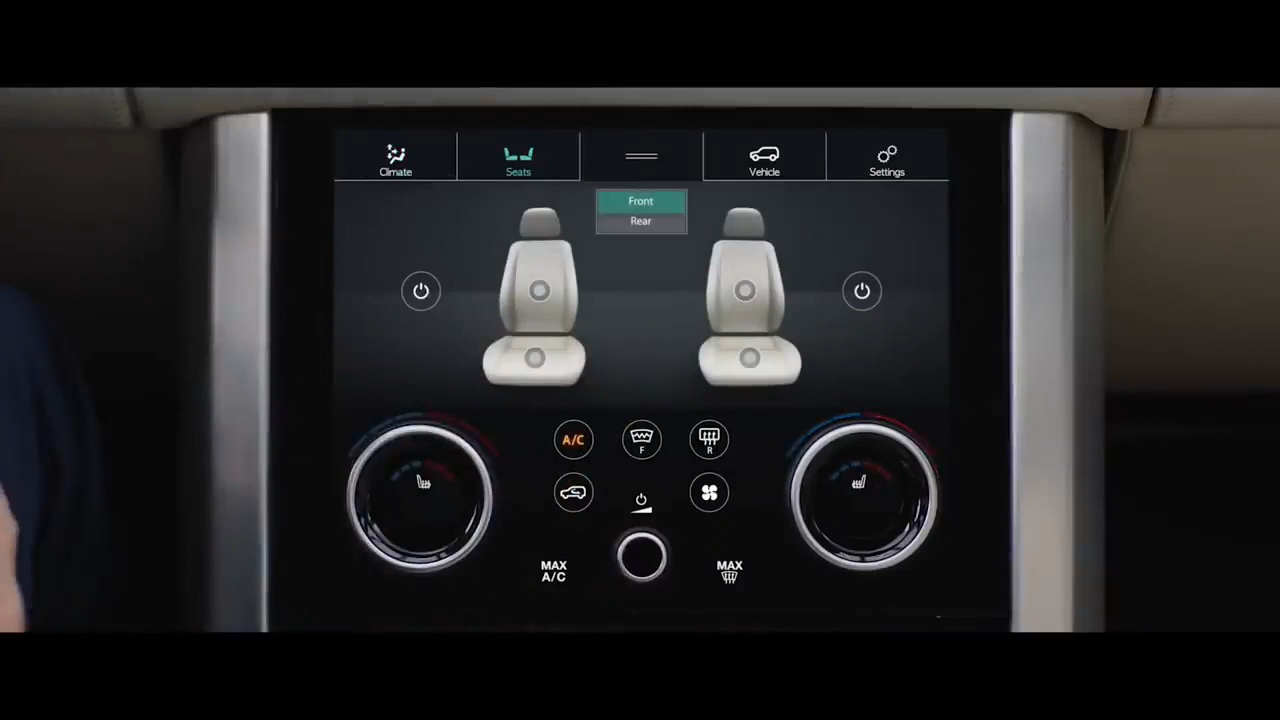 Climate
Seats
Vehicle
Settings
Front
Rear
A/C
F
R
MAX
A/C
MAX